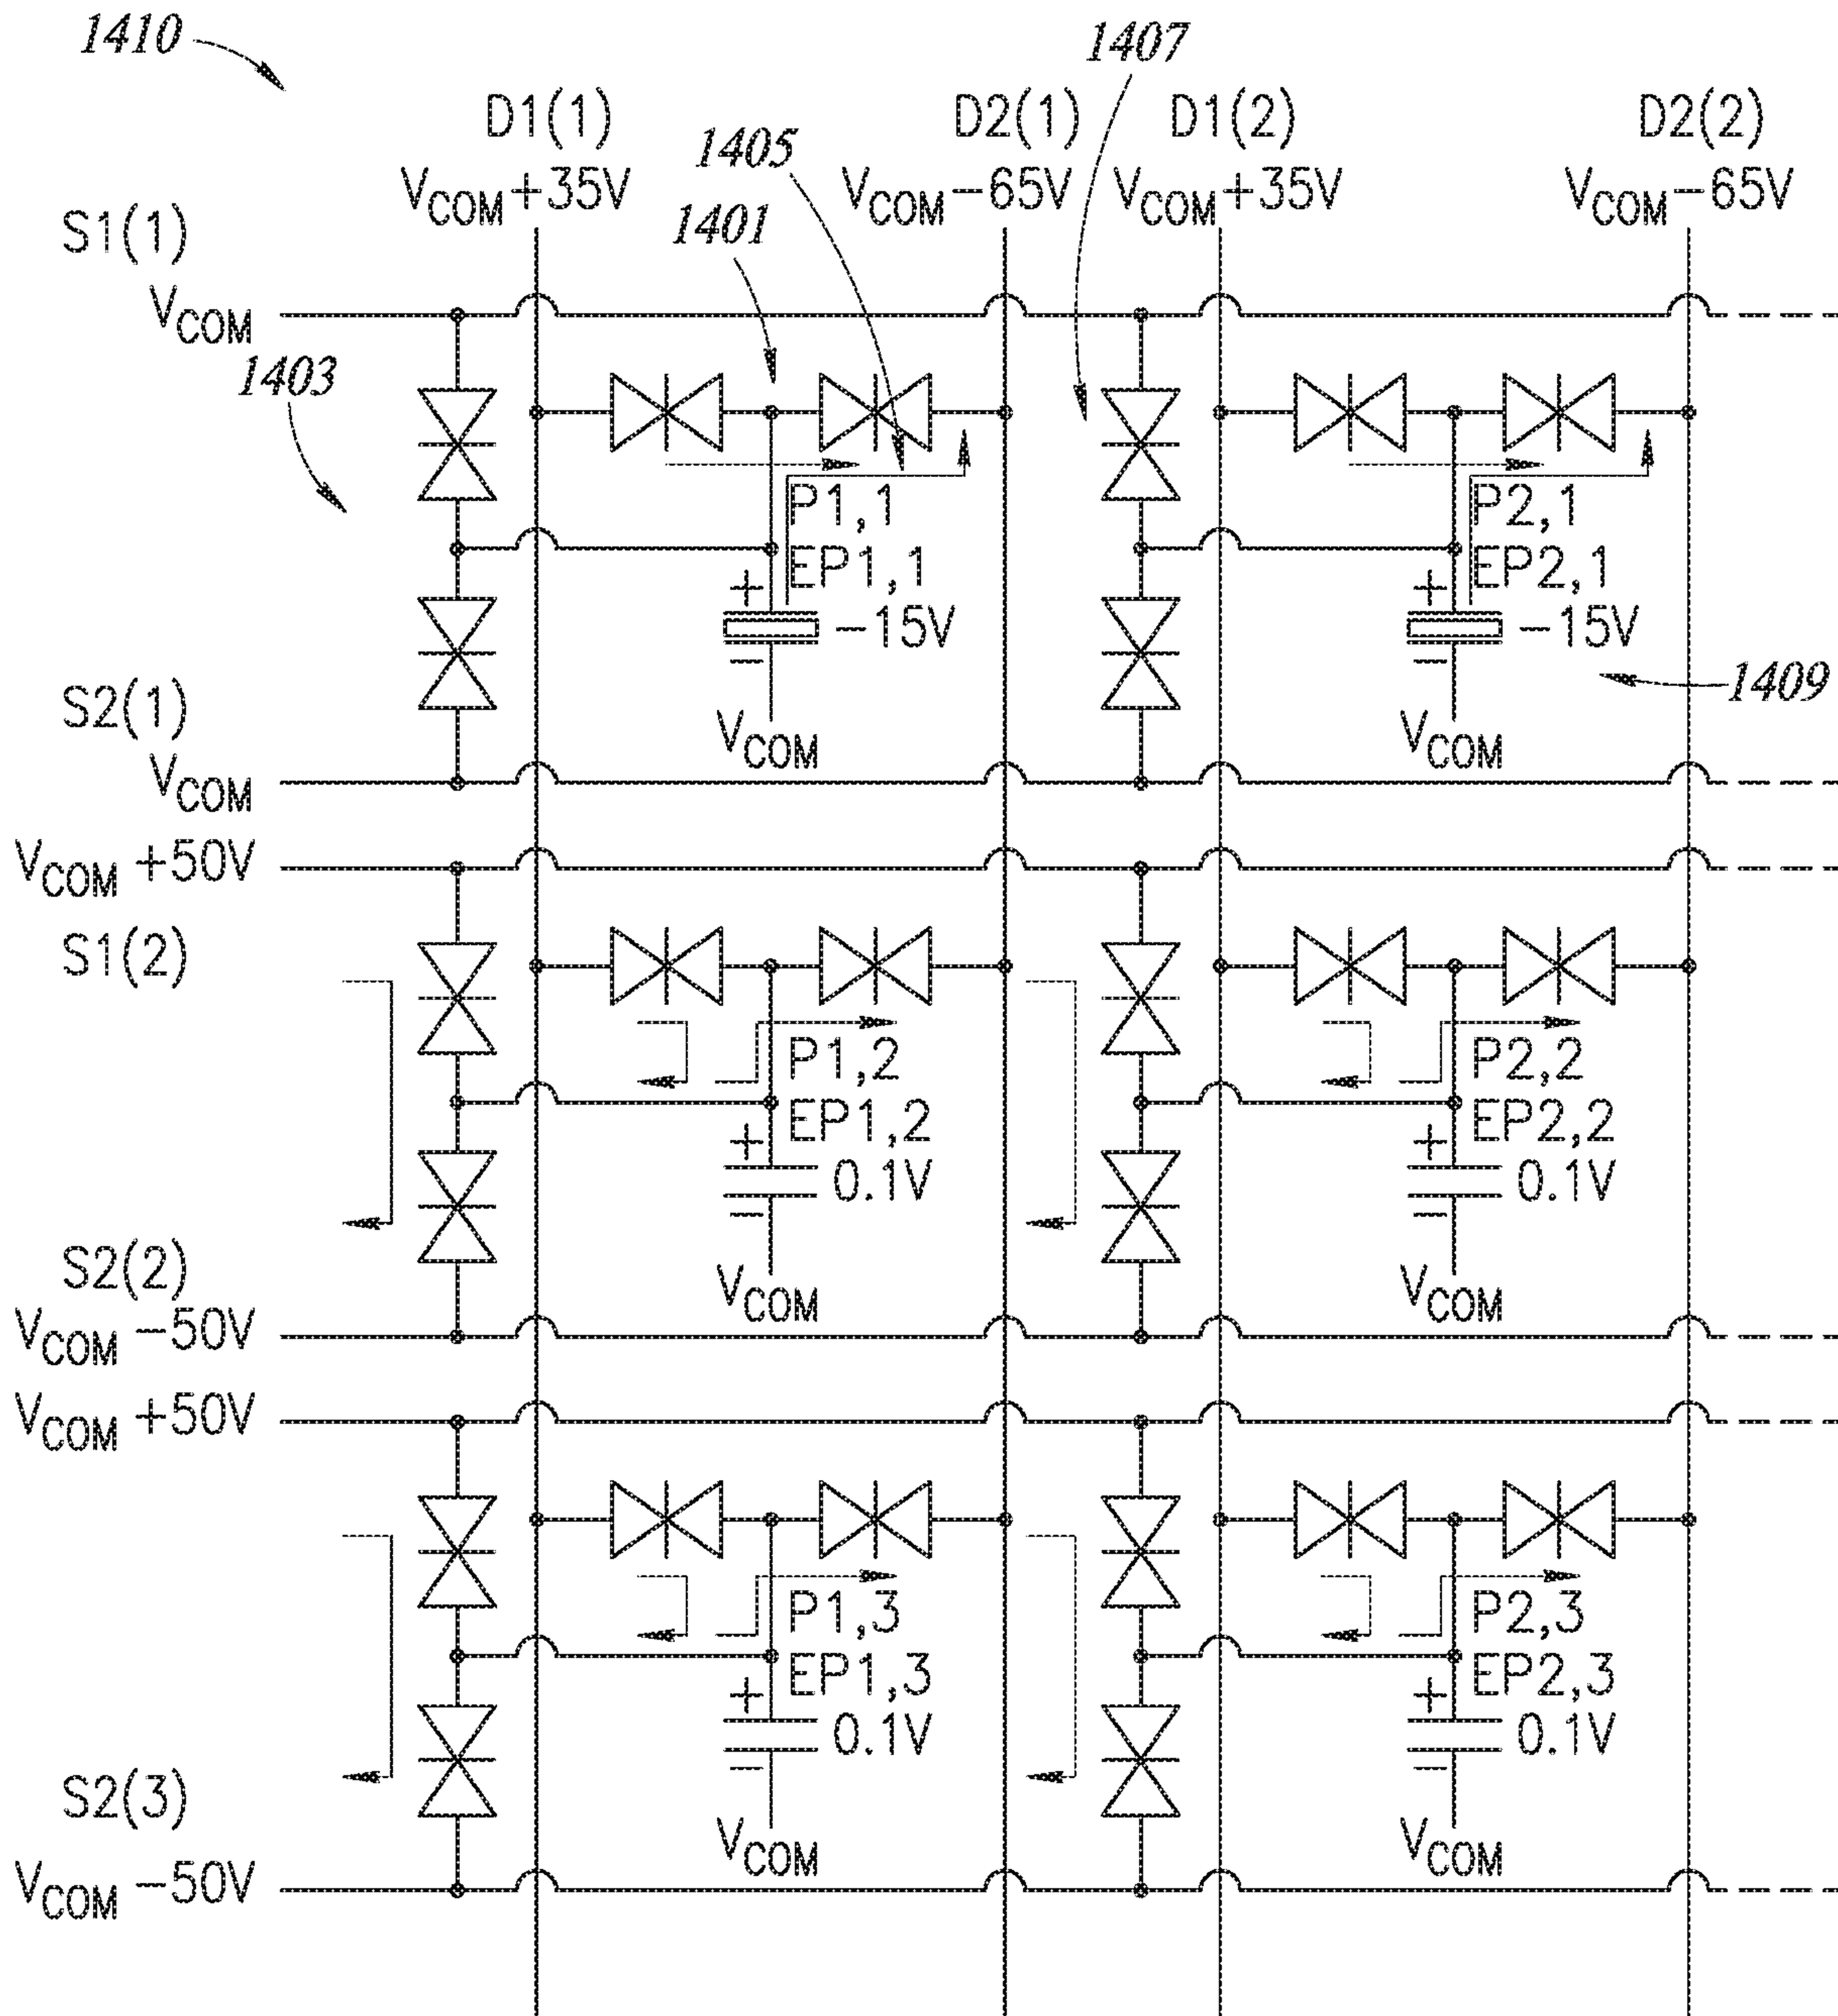 1410
1407
D1(1)
D2(1)
D1(2)
D2(2)
1405
VCOM +35V
VCOM −65V
VCOM +35V
VCOM −65V
1401
S1(1)
VCOM
1403
P1,1
P2,1
EP1,1
EP2,1
+
−15V
−
+
−15V
−
1409
S2(1)
VCOM
VCOM
VCOM
VCOM +50V
S1(2)
P1,2
P2,2
EP1,2
EP2,2
+
0.1V
−
+
0.1V
−
S2(2)
VCOM
VCOM
VCOM −50V
VCOM +50V
P1,3
P2,3
EP1,3
EP2,3
+
0.1V
−
+
0.1V
−
S2(3)
VCOM
VCOM
VCOM −50V